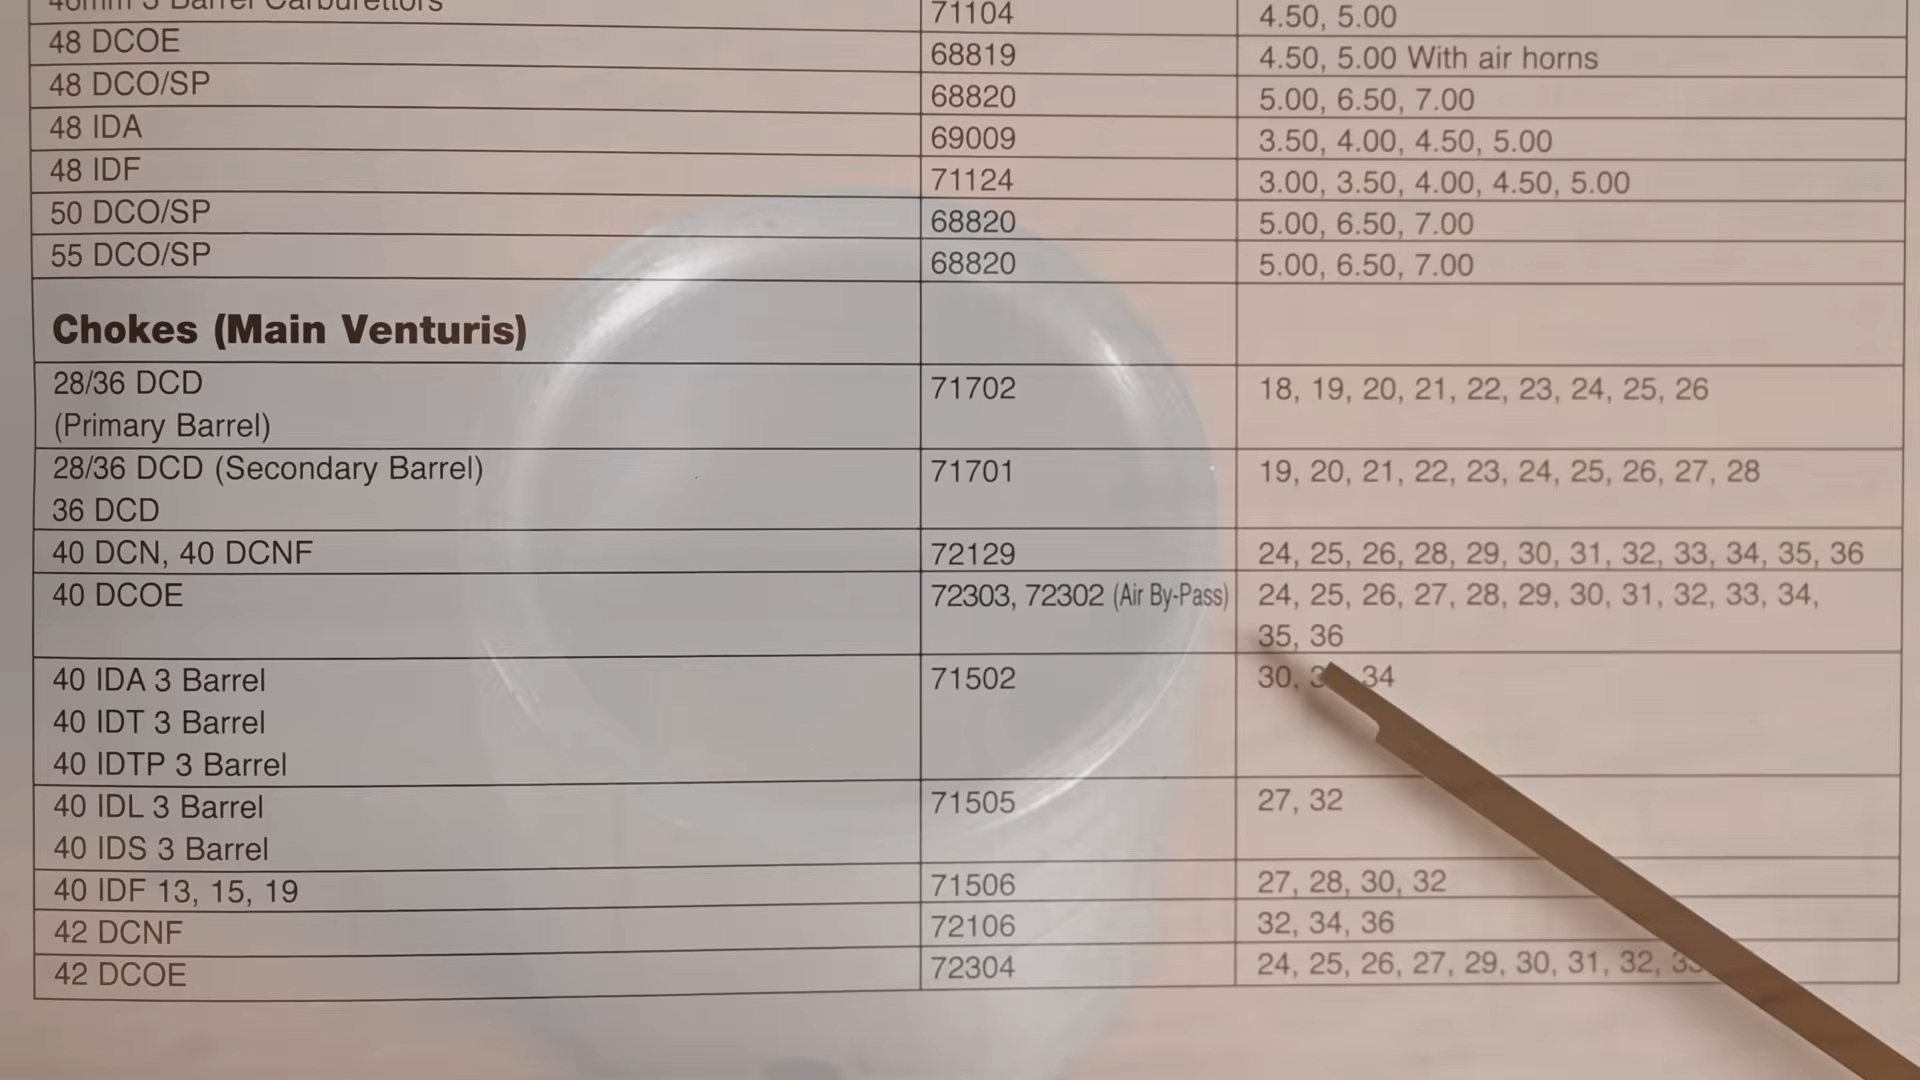 71104 4.50, 5.00
48 DCOE 68819 4.50, 5.00 With air horns
48 DCO/SP 68820 5.00, 6.50, 7.00
48 IDA 69009 3.50, 4.00, 4.50, 5.00
48 IDF 71124 3.00, 3.50, 4.00, 4.50, 5.00
50 DCO/SP 68820 5.00, 6.50, 7.00
55 DCO/SP 68820 5.00, 6.50, 7.00
Chokes (Main Venturis)
28/36 DCD 71702 18, 19, 20, 21, 22, 23, 24, 25, 26
(Primary Barrel)
28/36 DCD (Secondary Barrel) 71701 19, 20, 21, 22, 23, 24, 25, 26, 27, 28
36 DCD
40 DCN, 40 DCNF 72129 24, 25, 26, 28, 29, 30, 31, 32, 33, 34, 35, 36
40 DCOE 72303, 72302 (Air By-Pass) 24, 25, 26, 27, 28, 29, 30, 31, 32, 33, 34,
35, 36
40 IDA 3 Barrel 71502 30, 34
40 IDT 3 Barrel
40 IDTP 3 Barrel
40 IDL 3 Barrel 71505 27, 32
40 IDS 3 Barrel
40 IDF 13, 15, 19 71506 27, 28, 30, 32
42 DCNF 72106 32, 34, 36
42 DCOE 72304 24, 25, 26, 27, 29, 30, 31, 32,